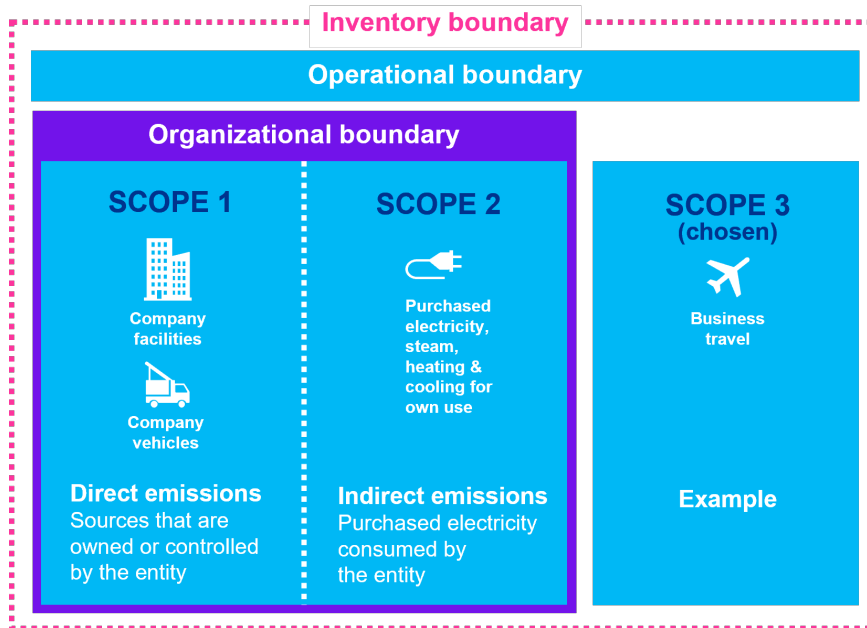 Inventory boundary
Operational boundary
Organizational boundary
SCOPE 1
Company
facilities
Company
vehicles
Direct emissions
Sources that are
owned or controlled
by the entity
SCOPE 2
Purchased
electricity,
steam,
heating &
cooling for
own use
Indirect emissions
Purchased electricity
consumed by
the entity
SCOPE 3
(chosen)
Business
travel
Example